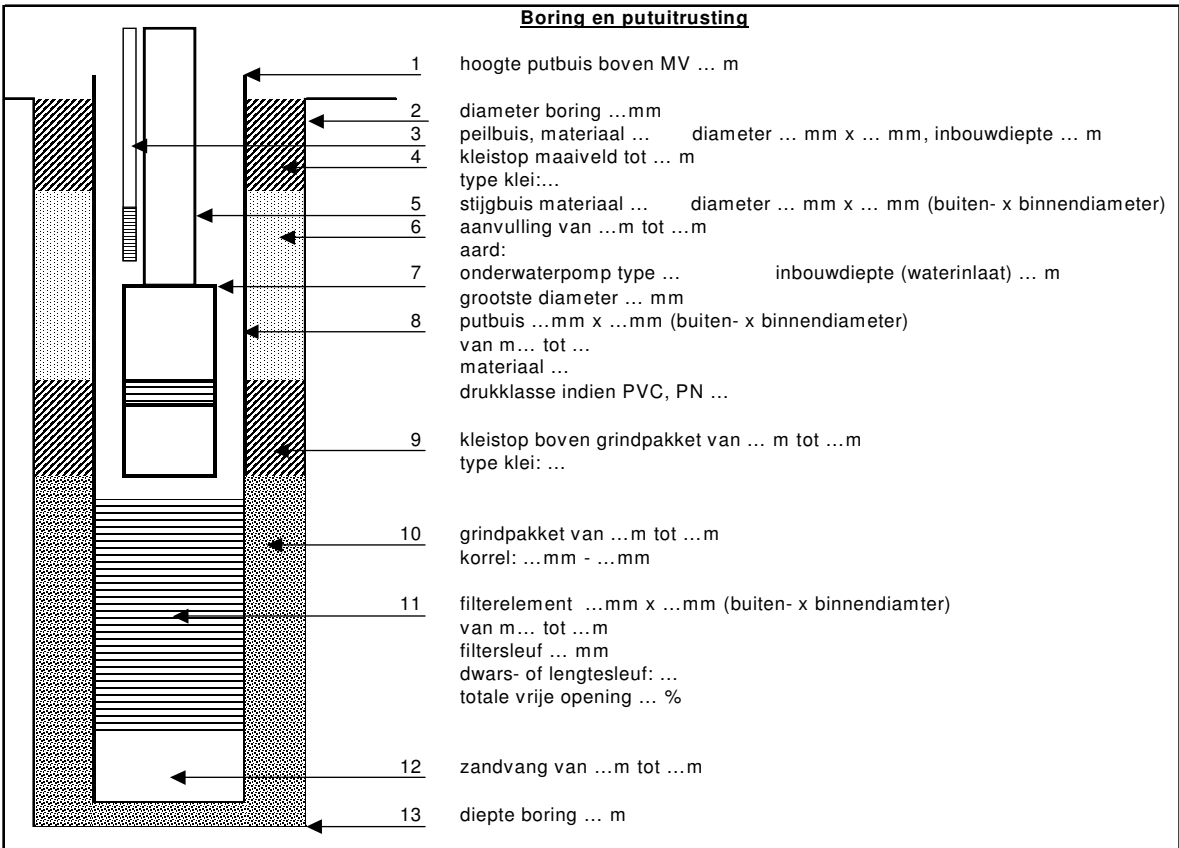 Boring en putuitrusting
1 hoogte putbuis boven MV … m
2 diameter boring …mm
3 peilbuis, materiaal … diameter … mm x … mm, inbouwdiepte … m
4 kleistop maaiveld tot … m
type klei:…
5 stijgbuis materiaal … diameter … mm x … mm (buiten- x binnendiameter)
6 aanvulling van …m tot …m
aard:
7 onderwaterpomp type … inbouwdiepte (waterinlaat) … m
grootste diameter … mm
8 putbuis …mm x …mm (buiten- x binnendiameter)
van m… tot …
materiaal …
drukklasse indien PVC, PN …
9 kleistop boven grindpakket van … m tot …m
type klei: …
10 grindpakket van …m tot …m
korrel: …mm - …mm
11 filterelement …mm x …mm (buiten- x binnendiamter)
van m… tot …m
filtersleuf … mm
dwars- of lengtesleuf: …
totale vrije opening … %
12 zandvang van …m tot …m
13 diepte boring … m